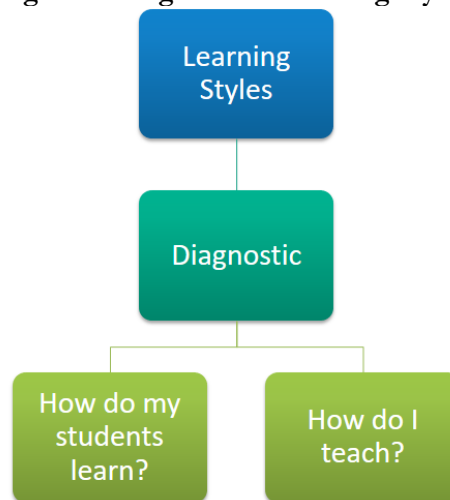 Learning
Styles
Diagnostic
How do my
students
learn?
How do I
teach?